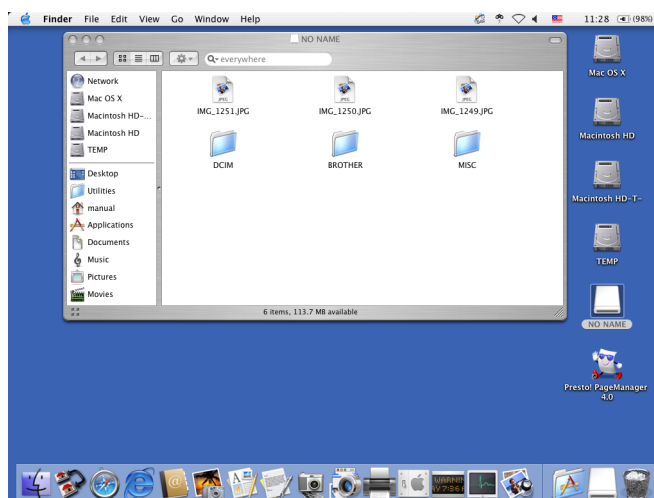 Finder File Edit View Go Window Help
11:28 (98%)
NO NAME
everywhere
Network
Mac OS X
Macintosh HD-...
Macintosh HD
TEMP
Desktop
Utilities
manual
Applications
Documents
Music
Pictures
Movies
JPEG
JPEG
JPEG
IMG_1251.JPG
IMG_1250.JPG
IMG_1249.JPG
DCIM
BROTHER
MISC
6 items, 113.7 MB available
Mac OS X
Macintosh HD
Macintosh HD-T-
TEMP
NO NAME
Presto! PageManager
4.0